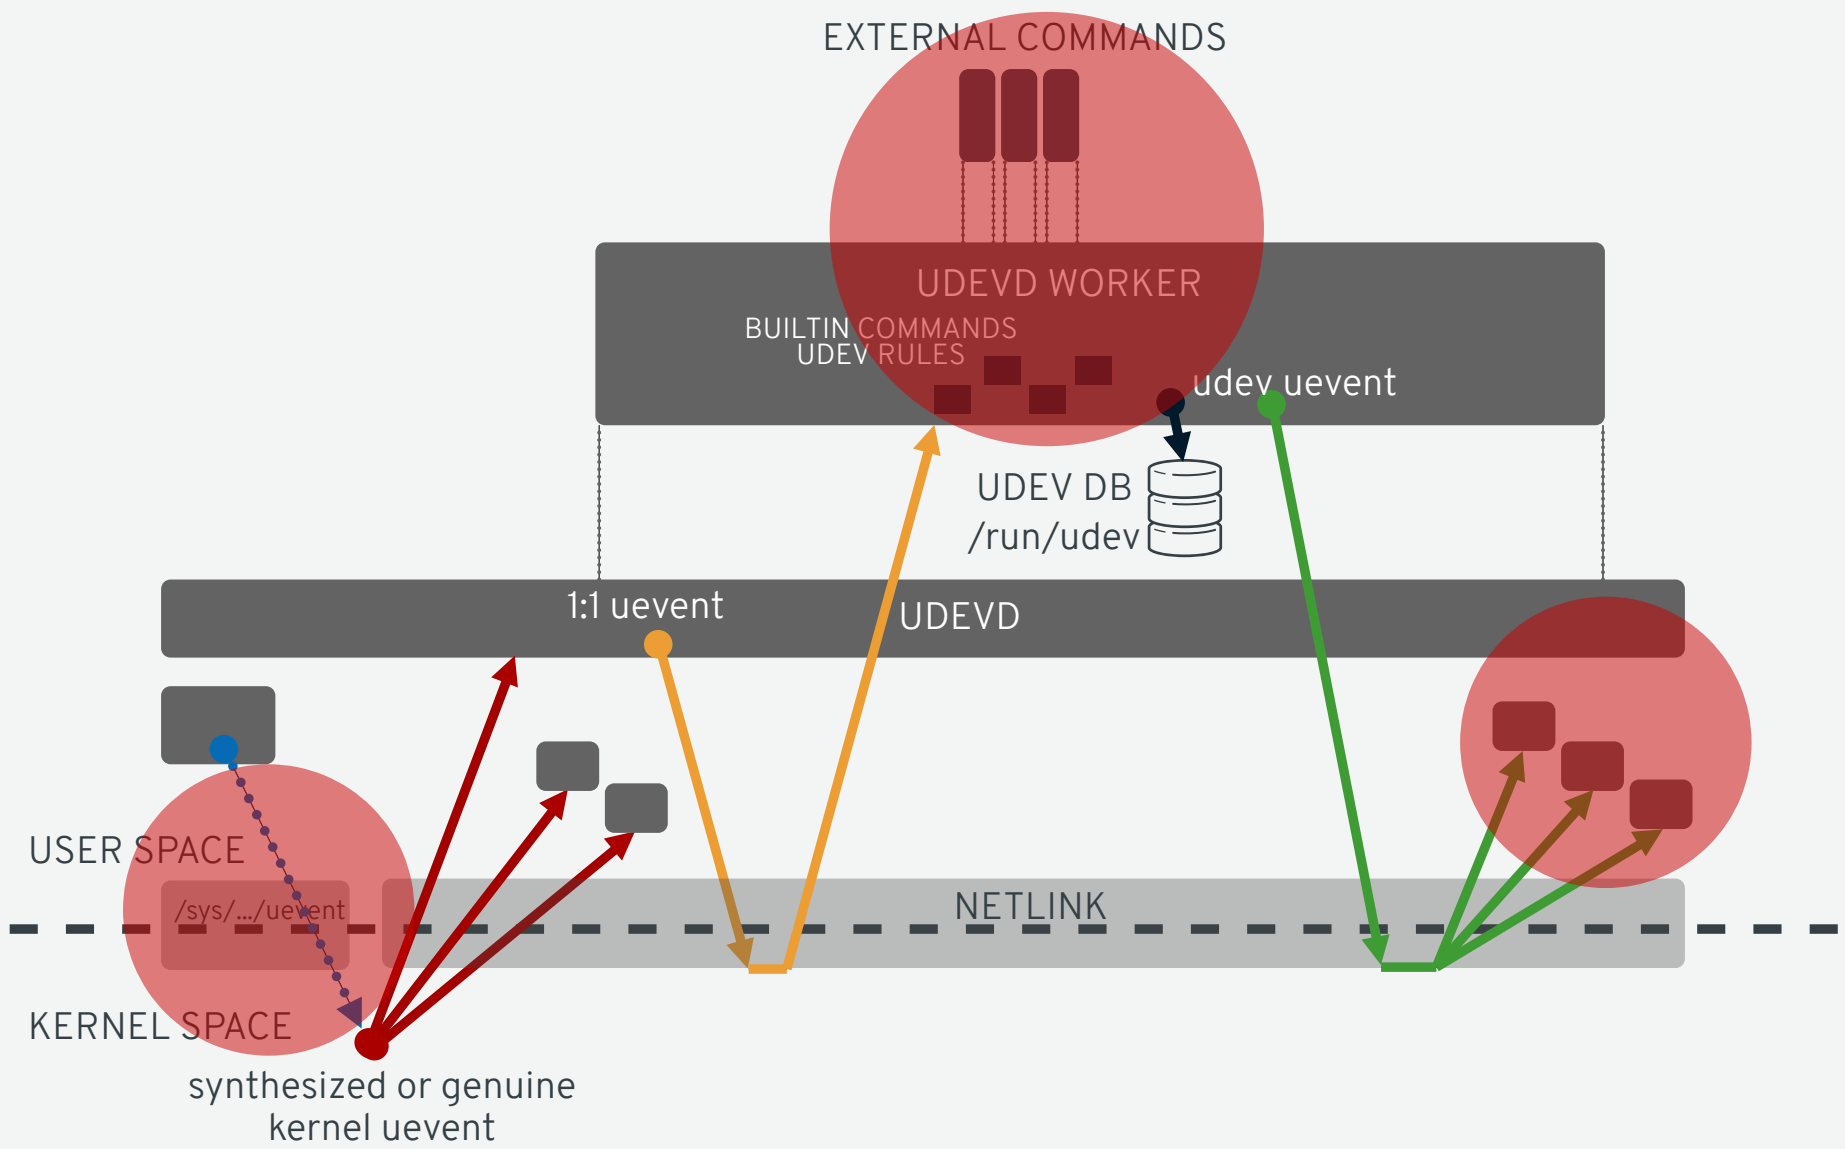 EXTERNAL COMMANDS
UDEVD WORKER
BUILTIN COMMANDS
UDEV RULES
udev uevent
UDEV DB
/run/udev
1:1 uevent
UDEVD
USER SPACE
/sys/.../uevent
NETLINK
KERNEL SPACE
synthesized or genuine
kernel uevent